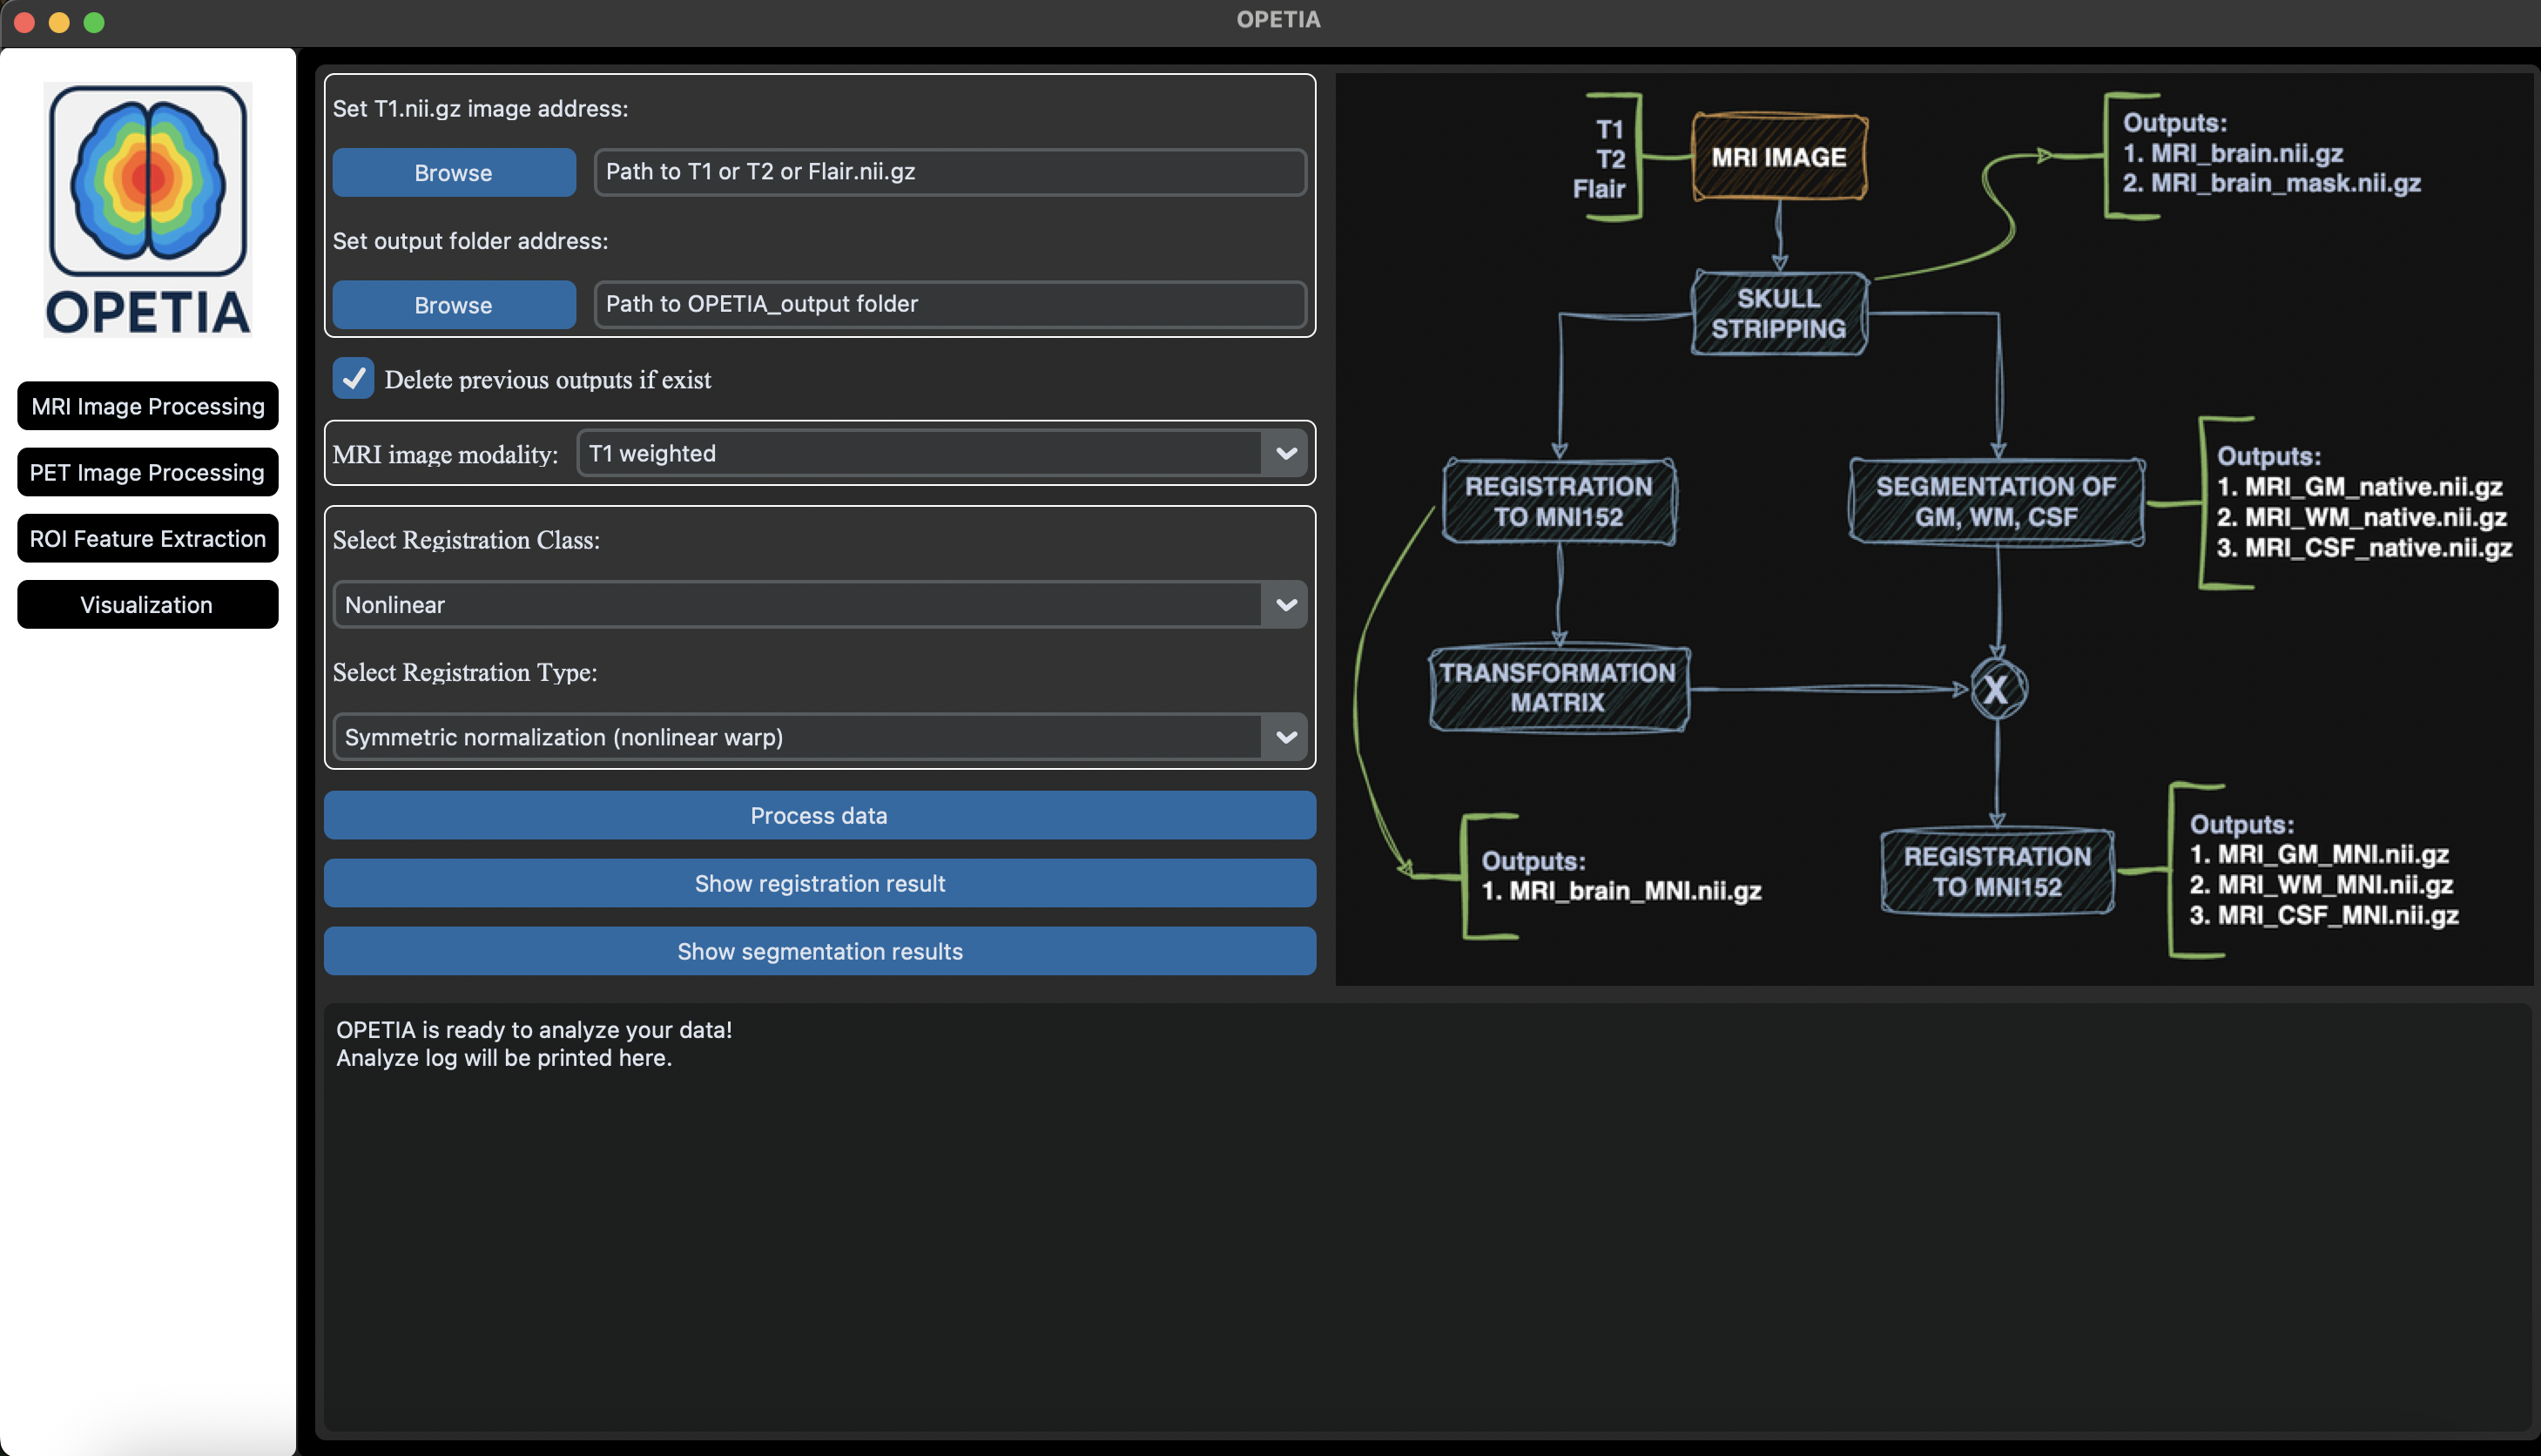 OPETIA
OPETIA
MRI Image Processing
PET Image Processing
ROI Feature Extraction
Visualization
Set T1.nii.gz image address:
Browse
Path to T1 or T2 or Flair.nii.gz
Set output folder address:
Browse
Path to OPETIA_output folder
Delete previous outputs if exist
MRI image modality:
T1 weighted
Select Registration Class:
Nonlinear
Select Registration Type:
Symmetric normalization (nonlinear warp)
Process data
Show registration result
Show segmentation results
T1
T2
Flair
MRI IMAGE
Outputs:
1. MRI_brain.nii.gz
2. MRI_brain_mask.nii.gz
SKULL
STRIPPING
REGISTRATION
TO MNI152
SEGMENTATION OF
GM, WM, CSF
Outputs:
1. MRI_GM_native.nii.gz
2. MRI_WM_native.nii.gz
3. MRI_CSF_native.nii.gz
TRANSFORMATION
MATRIX
X
Outputs:
1. MRI_brain_MNI.nii.gz
REGISTRATION
TO MNI152
Outputs:
1. MRI_GM_MNI.nii.gz
2. MRI_WM_MNI.nii.gz
3. MRI_CSF_MNI.nii.gz
OPETIA is ready to analyze your data!
Analyze log will be printed here.